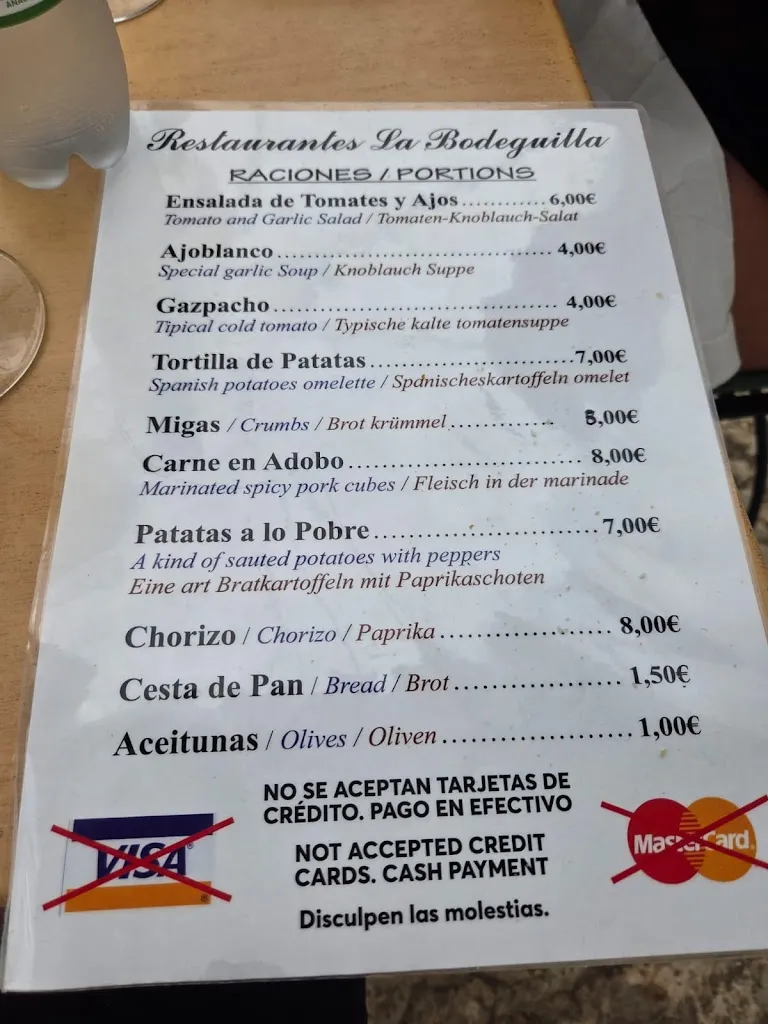 Restaurantes La Bodeguilla
RACIONES / PORTIONS
Ensalada de Tomates y Ajos............6,00€
Tomato and Garlic Salad / Tomaten-Knoblauch-Salat
Ajoblanco........................................4,00€
Special garlic Soup / Knoblauch Suppe
Gazpacho......................................... 4,00€
Tipical cold tomato / Typische kalte tomatensuppe
Tortilla de Patatas.............................7,00€
Spanish potatoes omelette / Spanischeskartoffeln omelet
Migas / Crumbs / Brot krümmel.............. ,00€
Carne en Adobo................................ 8,00€
Marinated spicy pork cubes / Fleisch in der marinade
Patatas a lo Pobre............................7,00€
A kind of sauted potatoes with peppers
Eine art Bratkartoffeln mit Paprikaschoten
Chorizo / Chorizo / Paprika..................... 8,00€
Cesta de Pan / Bread / Brot.................... 1,50€
Aceitunas / Olives / Oliven.....................1,00€
NO SE ACEPTAN TARJETAS DE
CRÉDITO. PAGO EN EFECTIVO
VISA
MasterCard
NOT ACCEPTED CREDIT
CARDS. CASH PAYMENT
Disculpen las molestias.